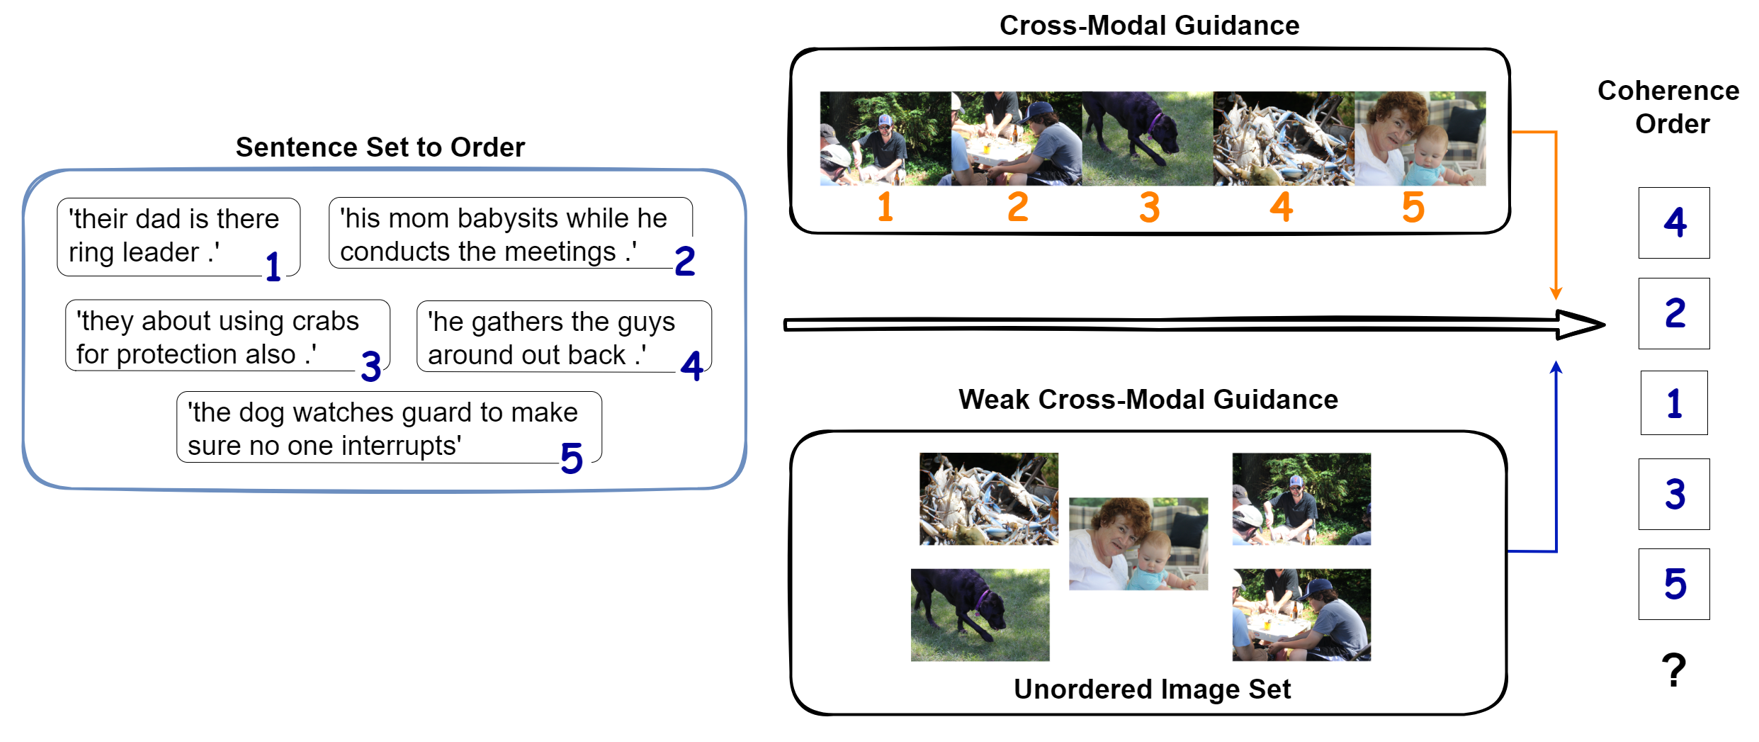 Sentence Set to Order
'their dad is there
ring leader .'
1
'his mom babysits while he
conducts the meetings .'
2
'they about using crabs
for protection also .'
3
'he gathers the guys
around out back .'
4
'the dog watches guard to make
sure no one interrupts'
5
Cross-Modal Guidance
1 2 3 4 5
Weak Cross-Modal Guidance
Unordered Image Set
Coherence
Order
4
2
1
3
5
?